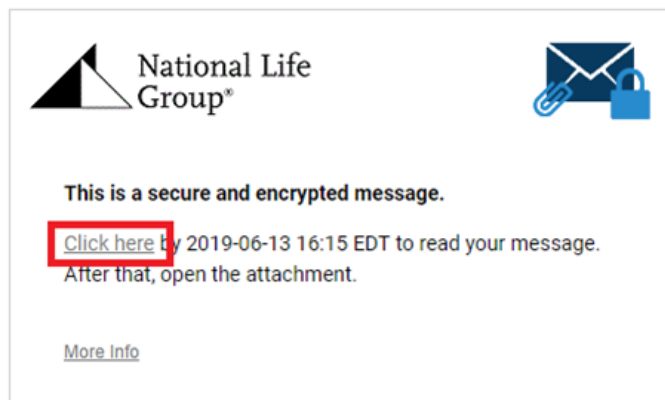 National Life
Group®
This is a secure and encrypted message.
Click here by 2019-06-13 16:15 EDT to read your message.
After that, open the attachment.
More Info